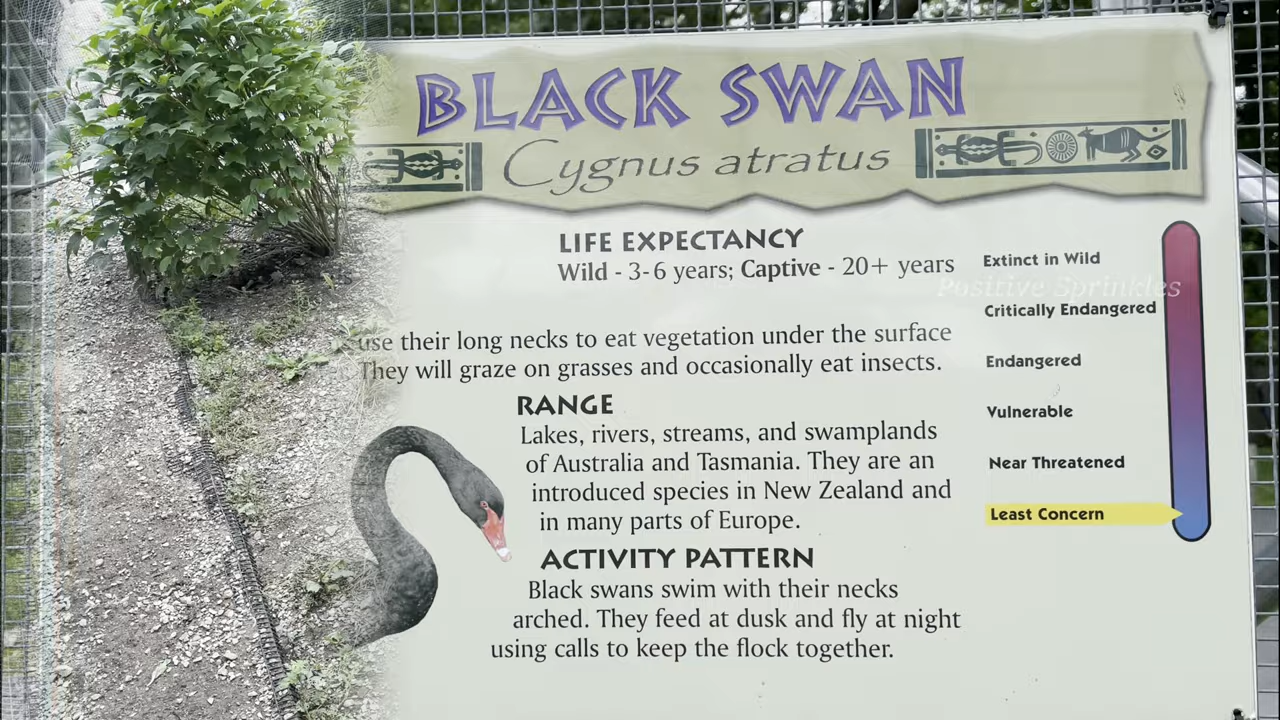 BLACK SWAN
Cygnus atratus
LIFE EXPECTANCY
Wild - 3-6 years; Captive - 20+ years
use their long necks to eat vegetation under the surface
They will graze on grasses and occasionally eat insects.
RANGE
Lakes, rivers, streams, and swamplands
of Australia and Tasmania. They are an
introduced species in New Zealand and
in many parts of Europe.
ACTIVITY PATTERN
Black swans swim with their necks
arched. They feed at dusk and fly at night
using calls to keep the flock together.
Extinct in Wild
Positive Sprinkles
Critically Endangered
Endangered
Vulnerable
Near Threatened
Least Concern